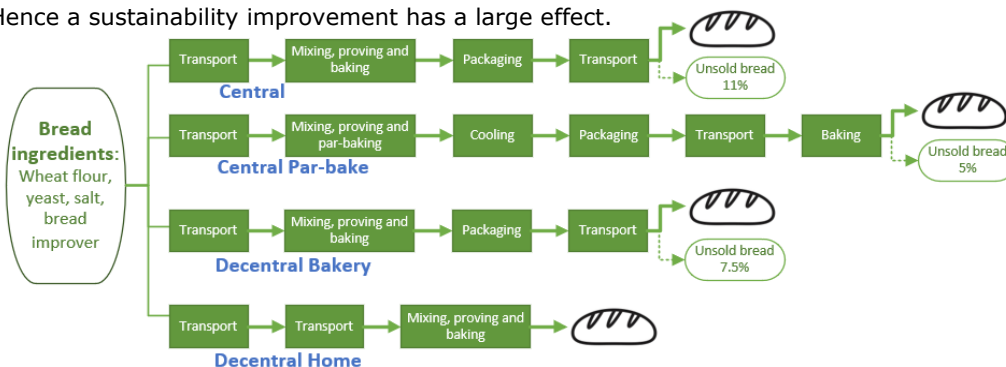 Hence a sustainability improvement has a large effect.
Bread
ingredients:
Wheat flour,
yeast, salt,
bread
improver
Transport
Mixing, proving and
baking
Packaging
Transport
Unsold bread
11%
Central
Transport
Mixing, proving and
par-baking
Cooling
Packaging
Transport
Baking
Unsold bread
5%
Central Par-bake
Transport
Mixing, proving and
baking
Packaging
Transport
Unsold bread
7.5%
Decentral Bakery
Transport
Transport
Mixing, proving and
baking
Decentral Home